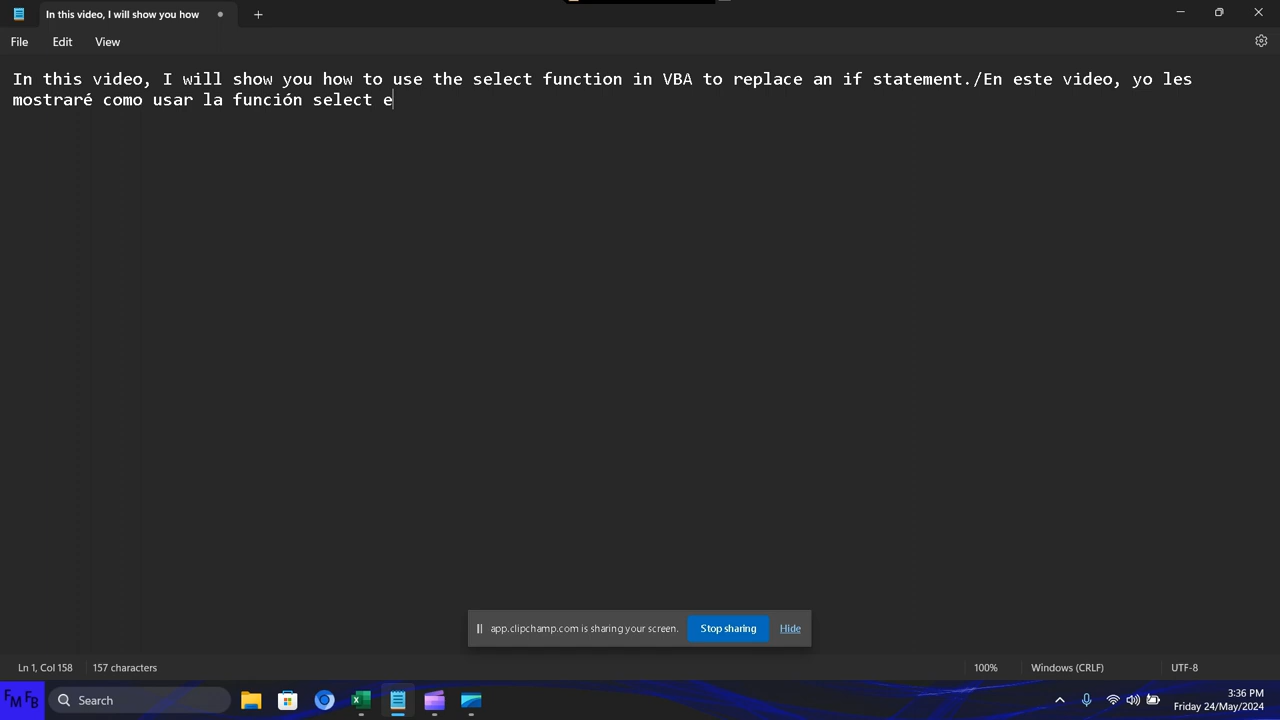 In this video, I will show you how
File Edit View
In this video, I will show you how to use the select function in VBA to replace an if statement./En este video, yo les
mostraré como usar la función select e
app.clipchamp.com is sharing your screen. Stop sharing Hide
Ln 1, Col 158 157 characters 100% Windows (CRLF) UTF-8
FM FB Search 3:36 PM
Friday 24/May/2024